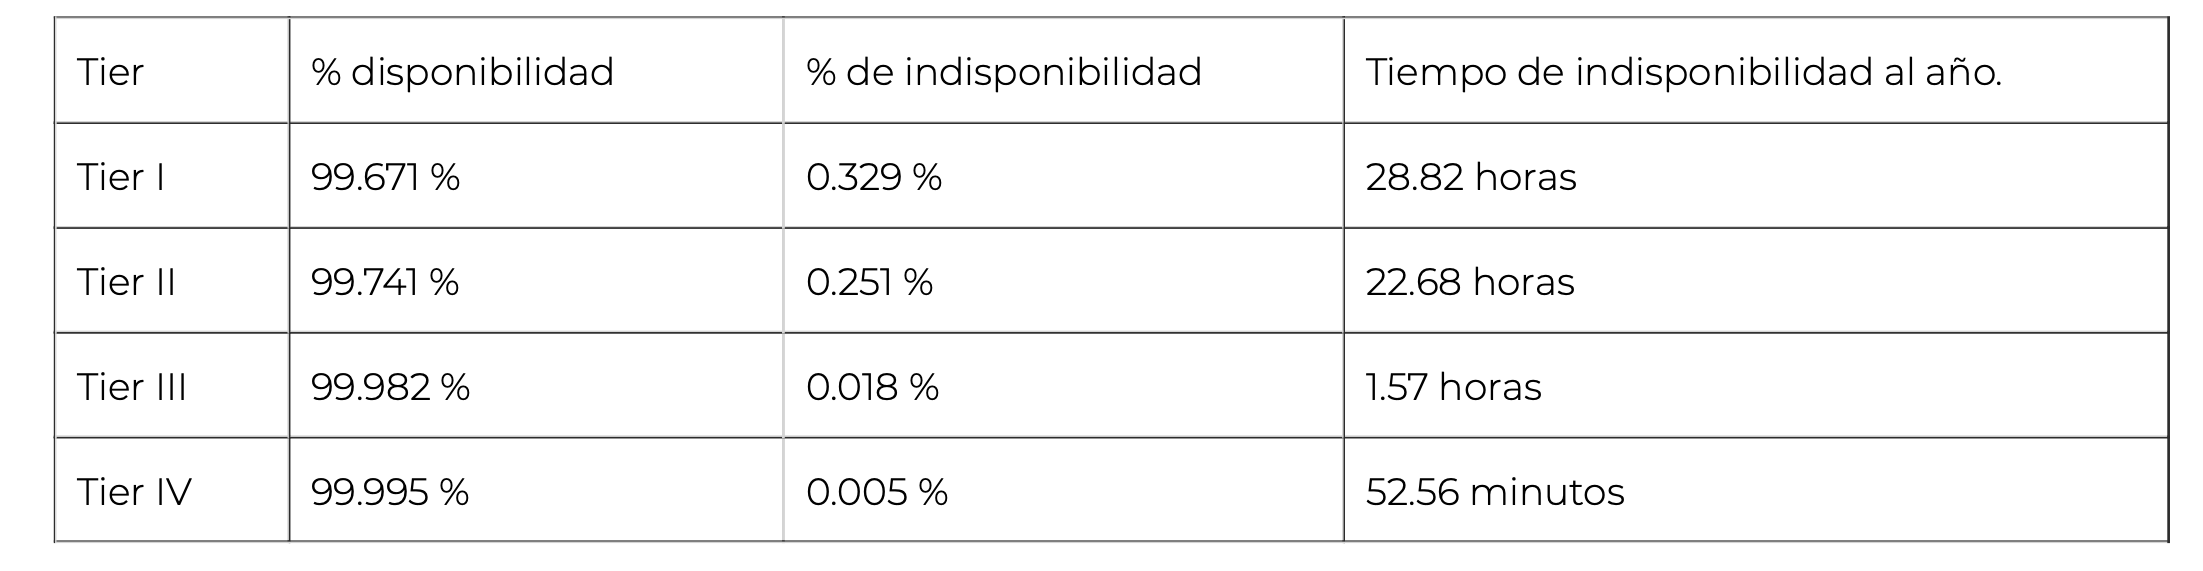 Tier % disponibilidad % de indisponibilidad Tiempo de indisponibilidad al año.
Tier I 99.671 % 0.329 % 28.82 horas
Tier II 99.741 % 0.251 % 22.68 horas
Tier III 99.982 % 0.018 % 1.57 horas
Tier IV 99.995 % 0.005 % 52.56 minutos